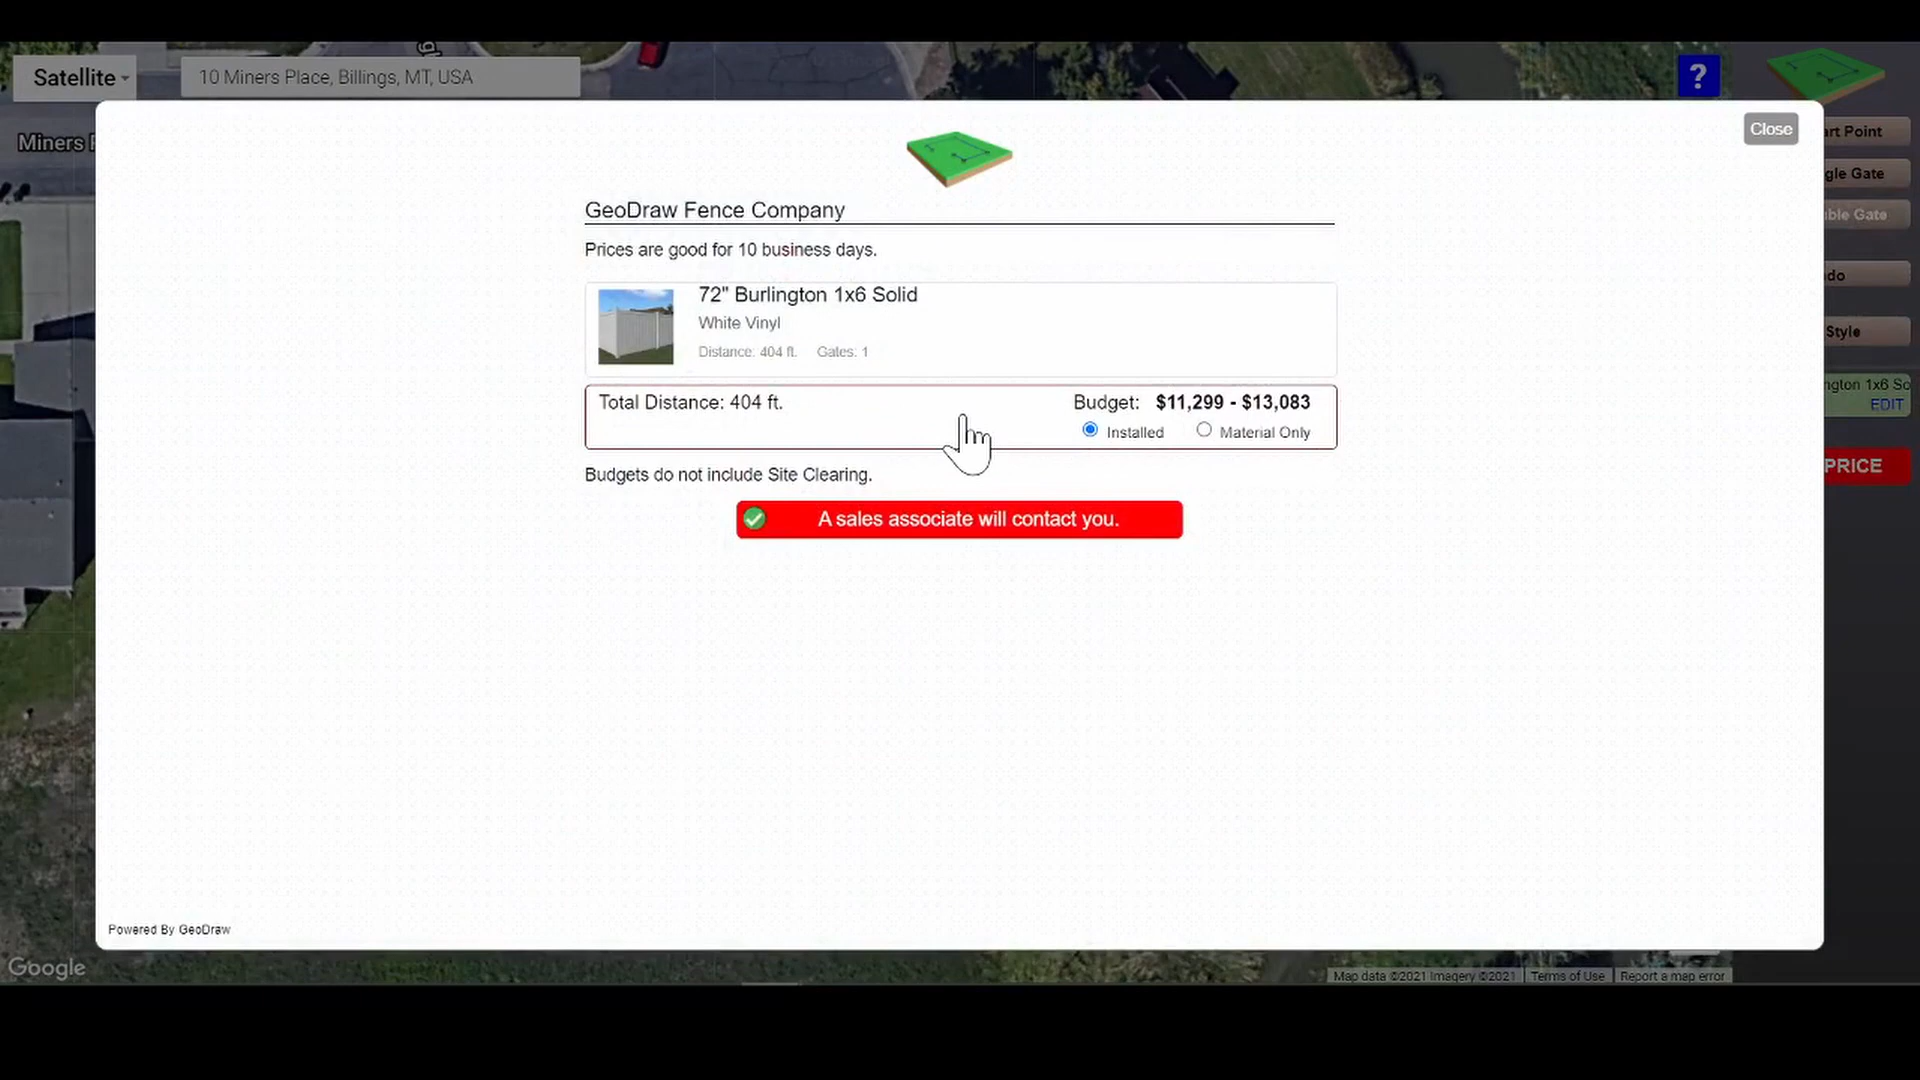 Satellite
10 Miners Place, Billings, MT, USA
?
Miners
Close
art Point
gle Gate
ble Gate
GeoDraw Fence Company
Prices are good for 10 business days.
72" Burlington 1x6 Solid
White Vinyl
Distance: 404 ft. Gates: 1
ndo
Style
ngton 1x6 So
EDIT
Total Distance: 404 ft.
Budget: $11,299 - $13,083
Installed Material Only
PRICE
Budgets do not include Site Clearing.
A sales associate will contact you.
Powered By GeoDraw
Google
Map data ©2021 Imagery ©2021 Terms of Use Report a map error